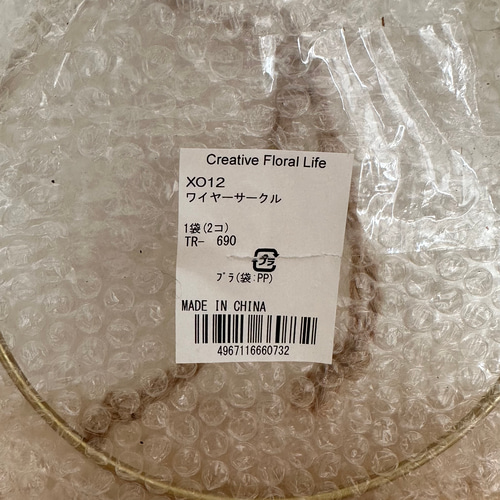 Creative Floral Life
XO12
ワイヤーサークル
1袋(2コ)
TR- 690
プラ
プラ(袋:PP)
MADE IN CHINA
4967116660732